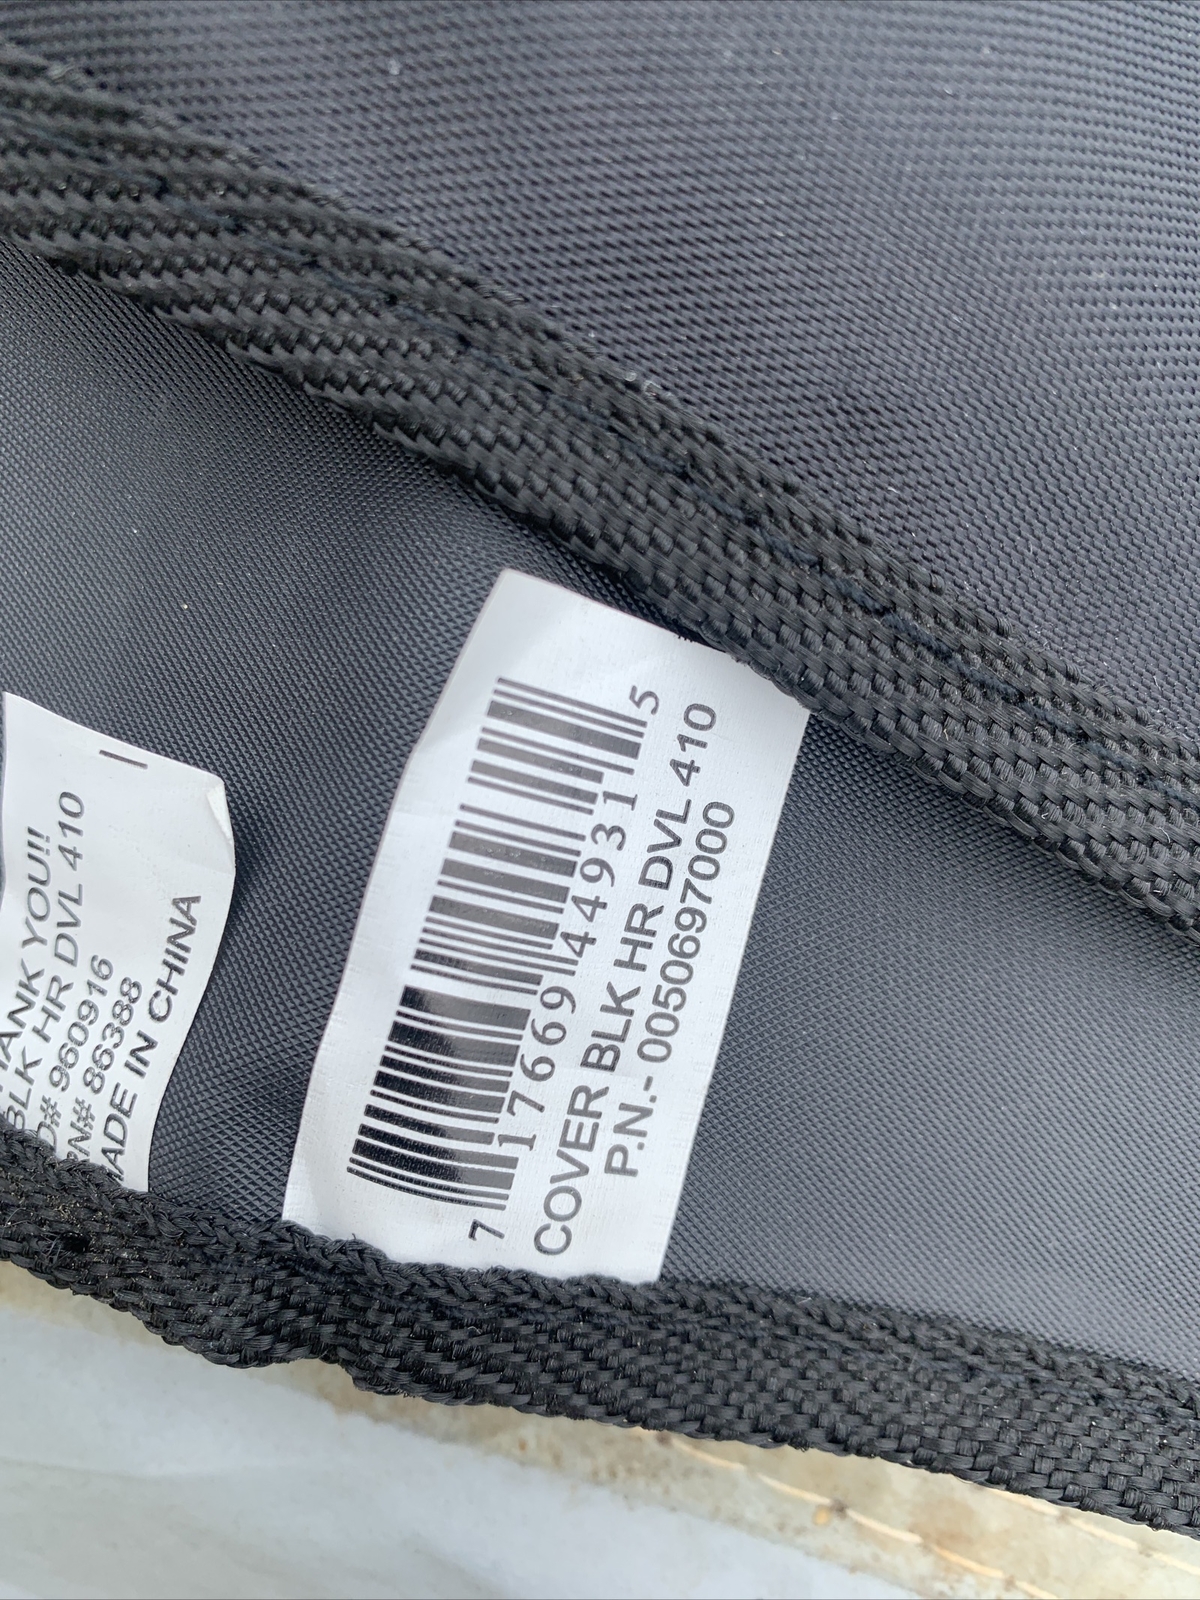 HANK YOU!!
BLK HR DVL 410
D# 960916
RN# 86388
MADE IN CHINA
7 17669 44931 5
COVER BLK HR DVL 410
P.N.- 0050697000